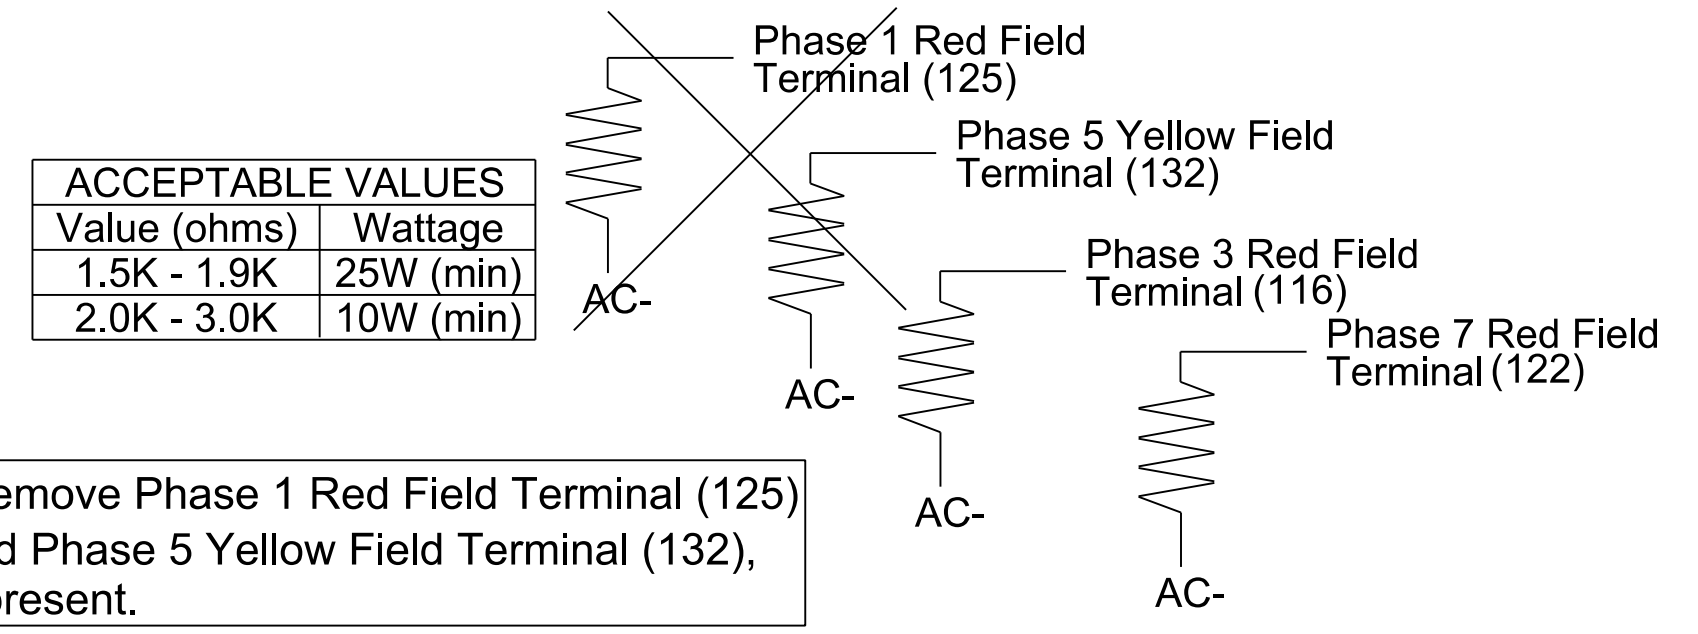 Phase 1 Red Field
Terminal (125)
Phase 5 Yellow Field
Terminal (132)
ACCEPTABLE VALUES
Value (ohms) Wattage
1.5K - 1.9K 25W (min)
2.0K - 3.0K 10W (min)
AC-
Phase 3 Red Field
Terminal (116)
Phase 7 Red Field
Terminal (122)
AC-
AC-
AC-
emove Phase 1 Red Field Terminal (125)
d Phase 5 Yellow Field Terminal (132),
present.